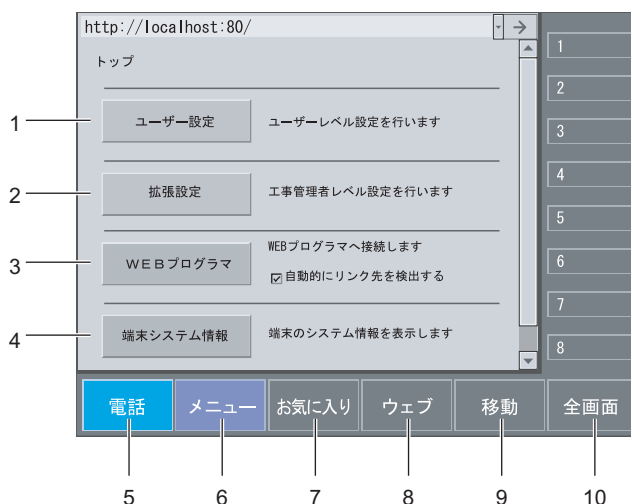 http://localhost:80/
トップ
1
ユーザー設定
ユーザーレベル設定を行います
2
拡張設定
工事管理者レベル設定を行います
3
WEBプログラマ
WEBプログラマへ接続します
自動的にリンク先を検出する
4
端末システム情報
端末のシステム情報を表示します
1
2
3
4
5
6
7
8
電話
メニュー
お気に入り
ウェブ
移動
全画面
5
6
7
8
9
10